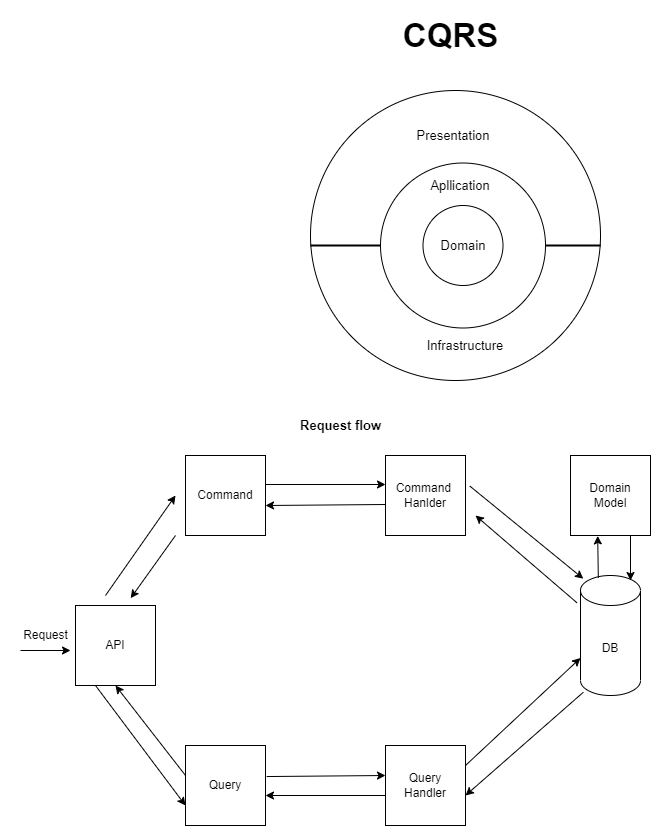 CQRS
Presentation
Apllication
Domain
Infrastructure
Request flow
Command
Command
Hanlder
Domain
Model
Request
API
DB
Query
Query
Handler